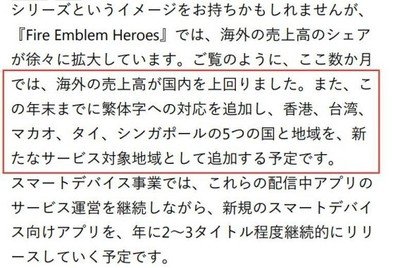 シリーズというイメージをお持ちかもしれませんが、
『Fire Emblem Heroes』では、海外の売上高のシェア
が徐々に拡大しています。ご覧のように、ここ数か月
では、海外の売上高が国内を上回りました。また、こ
の年末までに繁体字への対応を追加し、香港、台湾、
マカオ、タイ、シンガポールの5つの国と地域を、新
たなサービス対象地域として追加する予定です。
スマートデバイス事業では、これらの配信中アプリの
サービス運営を継続しながら、新規のスマートデバイ
ス向けアプリを、年に2～3タイトル程度継続的にリリ
ースしていく予定です。